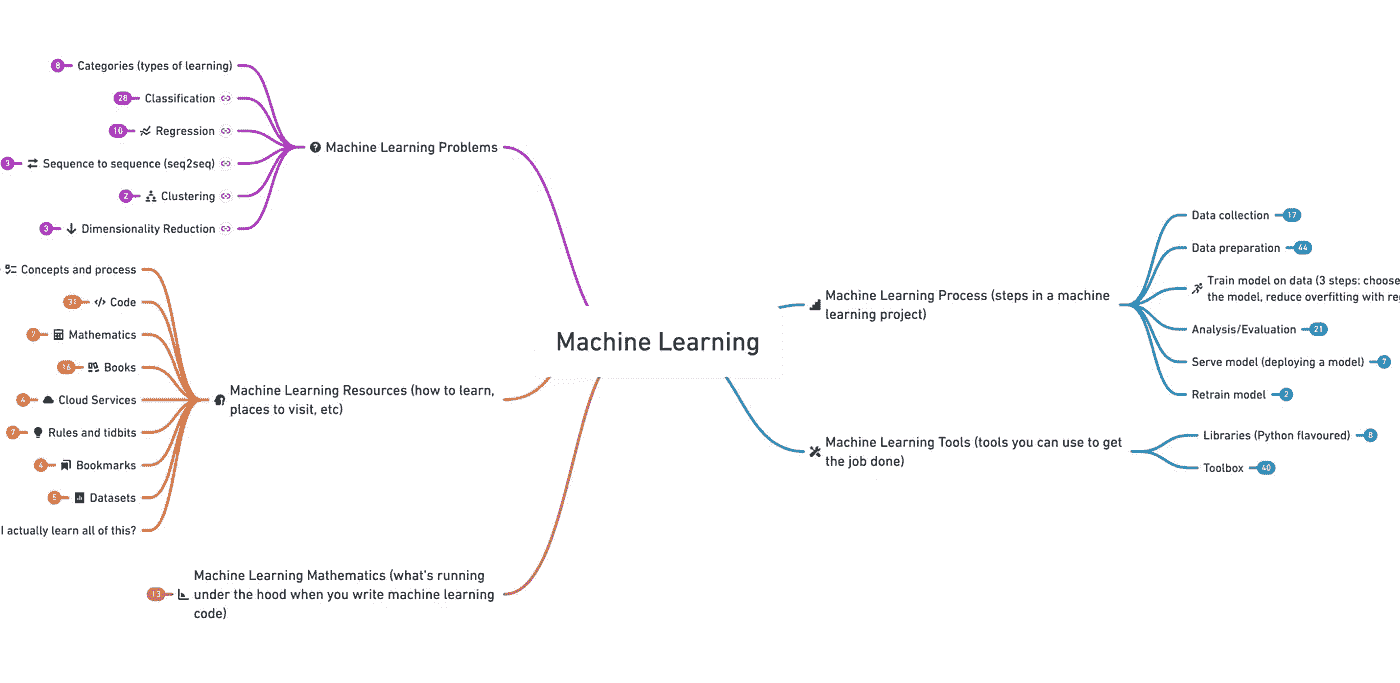 8 Categories (types of learning)
28 Classification
16 Regression
3 Sequence to sequence (seq2seq)
2 Clustering
3 Dimensionality Reduction
Machine Learning Problems
Concepts and process
Code
7 Mathematics
16 Books
4 Cloud Services
7 Rules and tidbits
4 Bookmarks
5 Datasets
I actually learn all of this?
Machine Learning Resources (how to learn,
places to visit, etc)
13 Machine Learning Mathematics (what's running
under the hood when you write machine learning
code)
Machine Learning
Machine Learning Process (steps in a machine
learning project)
Data collection 17
Data preparation 44
Train model on data (3 steps: choose
the model, reduce overfitting with
Analysis/Evaluation 21
Serve model (deploying a model) 7
Retrain model 2
Machine Learning Tools (tools you can use to get
the job done)
Libraries (Python flavoured) 8
Toolbox 40